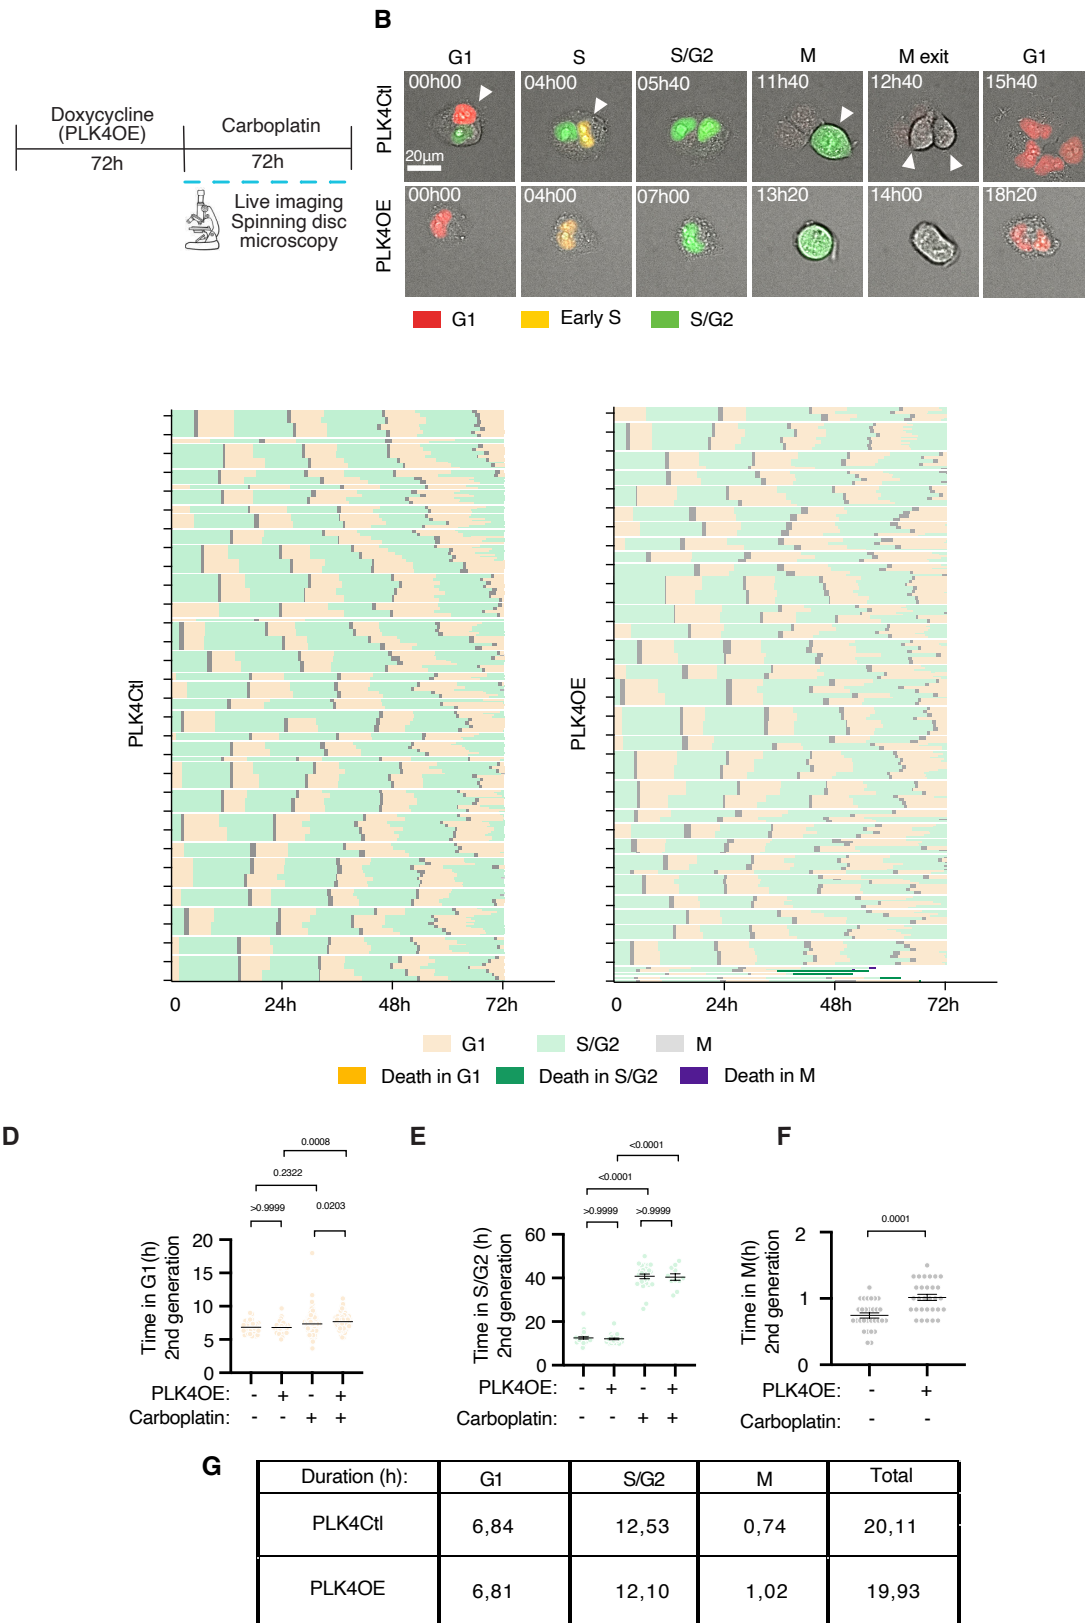 B
G1 S S/G2 M M exit G1
PLK4Ctl
00h00 04h00 05h40 11h40 12h40 15h40
20µm
PLK4OE
00h00 04h00 07h00 13h20 14h00 18h20
G1 Early S S/G2
Doxycycline
(PLK4OE)
Carboplatin
72h 72h
Live imaging
Spinning disc
microscopy
PLK4Ctl
0 24h 48h 72h
PLK4OE
0 24h 48h 72h
G1 S/G2 M
Death in G1 Death in S/G2 Death in M
D
0.0008
0.2322
>0.9999 0.0203
Time in G1(h)
2nd generation
20
15
10
5
0
PLK4OE: - + - +
Carboplatin: - - + +
E
<0.0001
<0.0001
>0.9999 >0.9999
Time in S/G2 (h)
2nd generation
60
40
20
0
PLK4OE: - + - +
Carboplatin: - - + +
F
0.0001
Time in M(h)
2nd generation
2
1
0
PLK4OE: - +
Carboplatin: - -
G
Duration (h): G1 S/G2 M Total
PLK4Ctl 6,84 12,53 0,74 20,11
PLK4OE 6,81 12,10 1,02 19,93